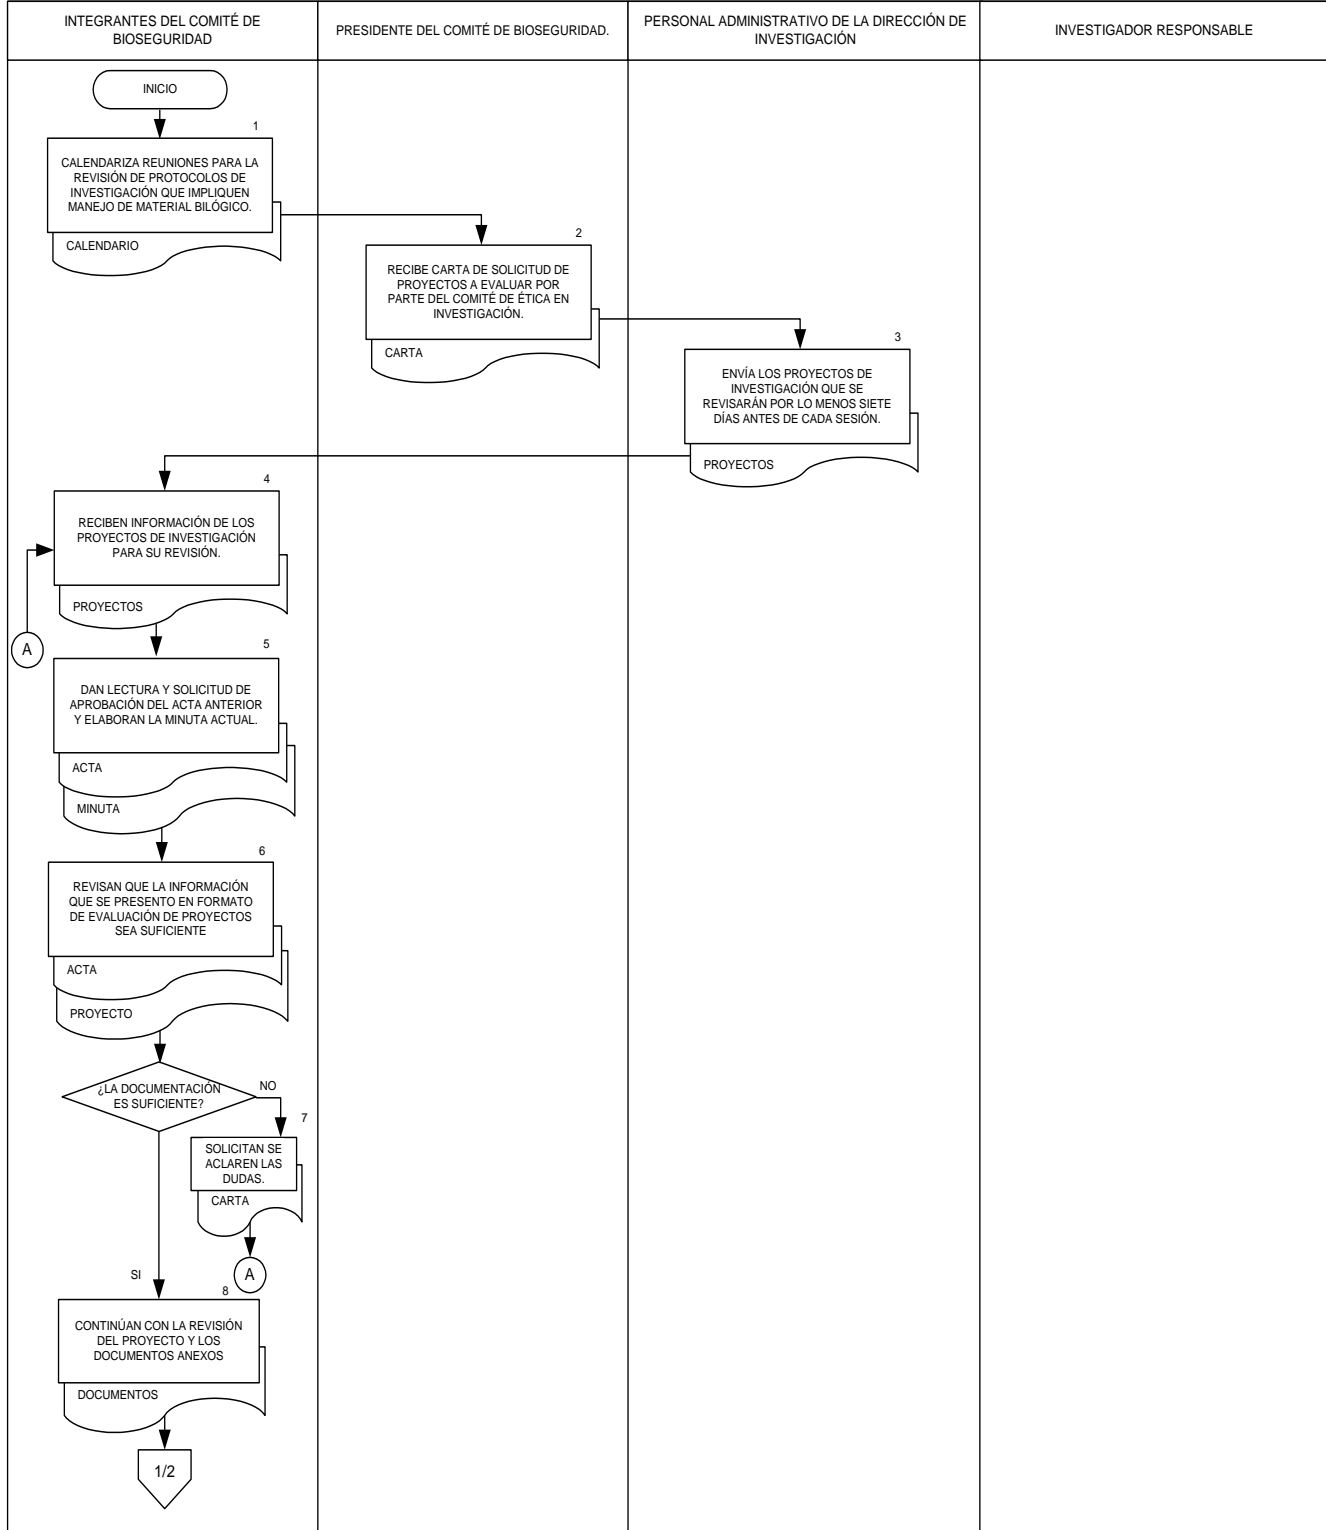 INTEGRANTES DEL COMITÉ DE
BIOSEGURIDAD
PRESIDENTE DEL COMITÉ DE BIOSEGURIDAD.
PERSONAL ADMINISTRATIVO DE LA DIRECCIÓN DE
INVESTIGACIÓN
INVESTIGADOR RESPONSABLE
INICIO
1
CALENDARIZA REUNIONES PARA LA
REVISIÓN DE PROTOCOLOS DE
INVESTIGACIÓN QUE IMPLIQUEN
MANEJO DE MATERIAL BILÓGICO.
CALENDARIO
2
RECIBE CARTA DE SOLICITUD DE
PROYECTOS A EVALUAR POR
PARTE DEL COMITÉ DE ÉTICA EN
INVESTIGACIÓN.
CARTA
3
ENVÍA LOS PROYECTOS DE
INVESTIGACIÓN QUE SE
REVISARÁN POR LO MENOS SIETE
DÍAS ANTES DE CADA SESIÓN.
PROYECTOS
4
RECIBEN INFORMACIÓN DE LOS
PROYECTOS DE INVESTIGACIÓN
PARA SU REVISIÓN.
PROYECTOS
A
5
DAN LECTURA Y SOLICITUD DE
APROBACIÓN DEL ACTA ANTERIOR
Y ELABORAN LA MINUTA ACTUAL.
ACTA
MINUTA
6
REVISAN QUE LA INFORMACIÓN
QUE SE PRESENTO EN FORMATO
DE EVALUACIÓN DE PROYECTOS
SEA SUFICIENTE
ACTA
PROYECTO
¿LA DOCUMENTACIÓN
ES SUFICIENTE?
NO
7
SOLICITAN SE
ACLAREN LAS
DUDAS.
CARTA
A
SI
8
CONTINÚAN CON LA REVISIÓN
DEL PROYECTO Y LOS
DOCUMENTOS ANEXOS
DOCUMENTOS
1/2